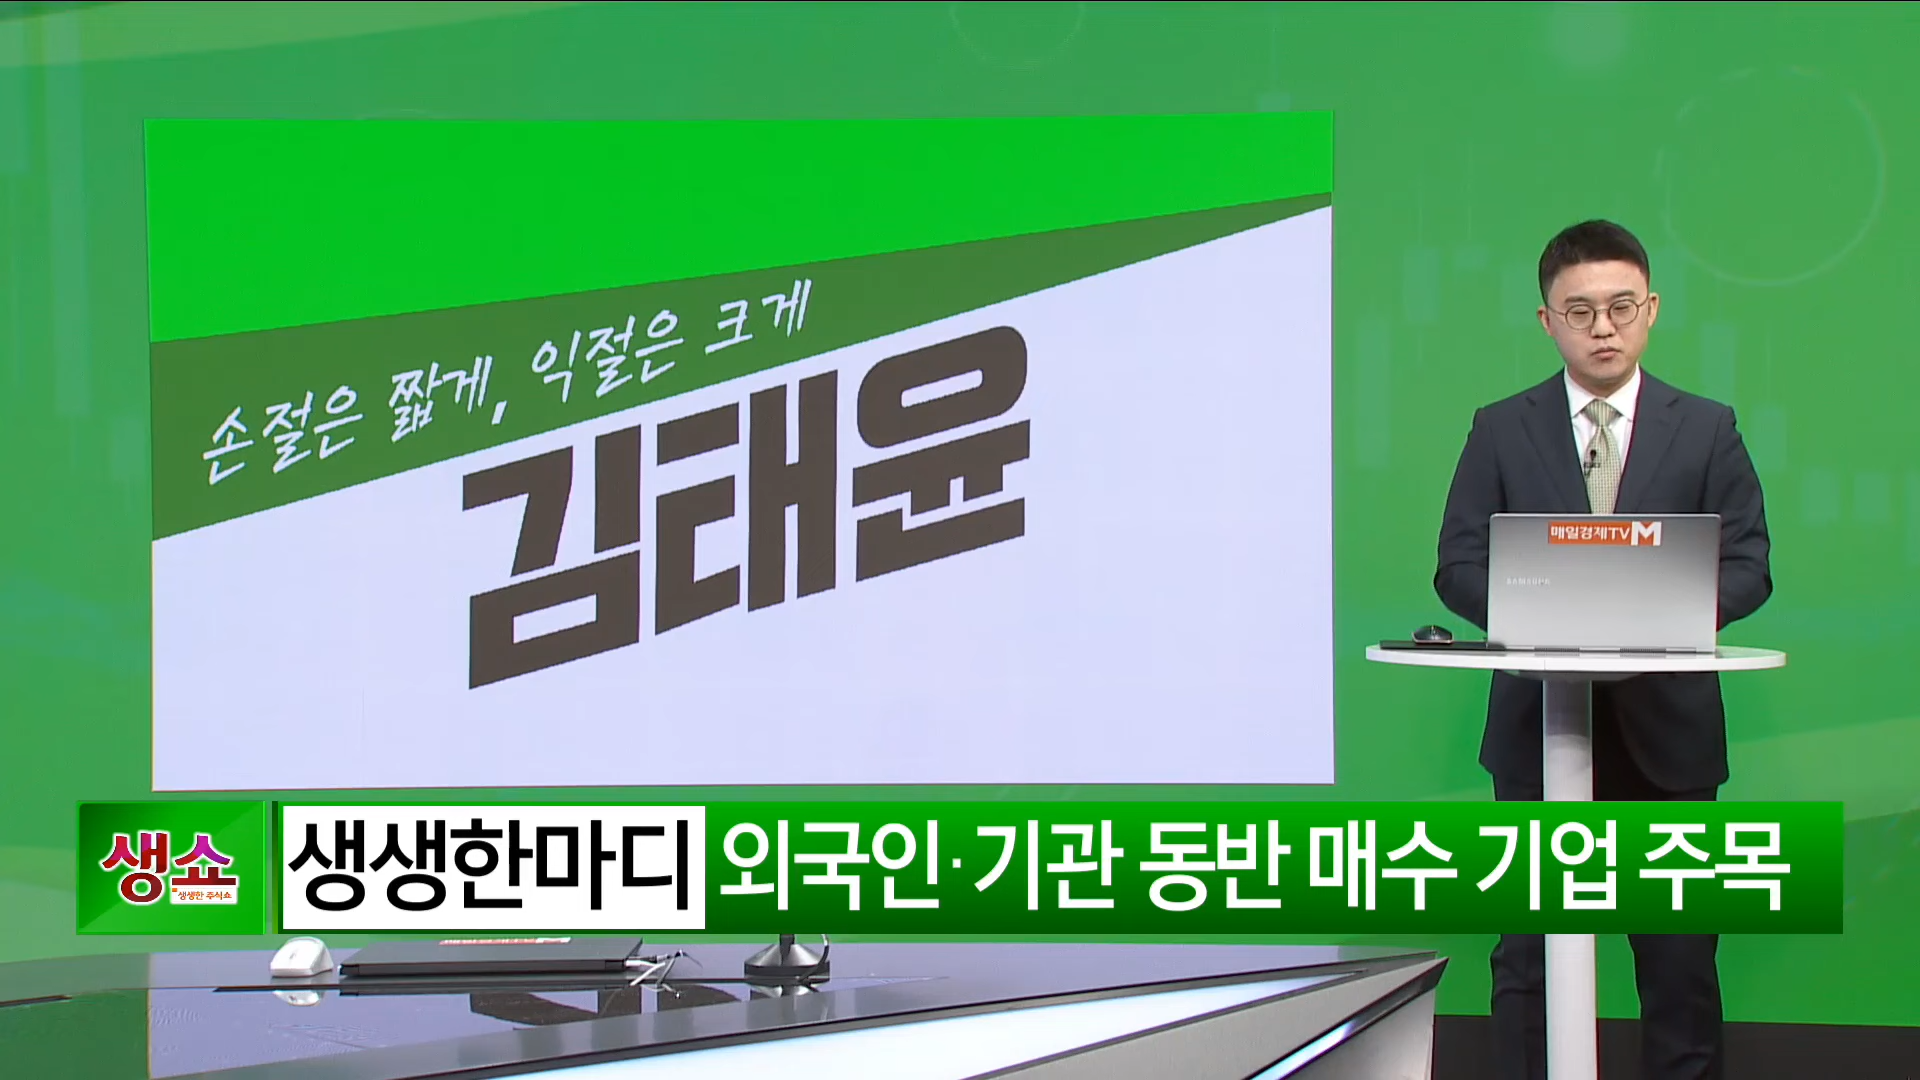 손절은 짧게, 익절은 크게
김태윤
매일경제TV M
SAMSUNG
생쇼
생생한 주식쇼
생생한마디
외국인·기관 동반 매수 기업 주목